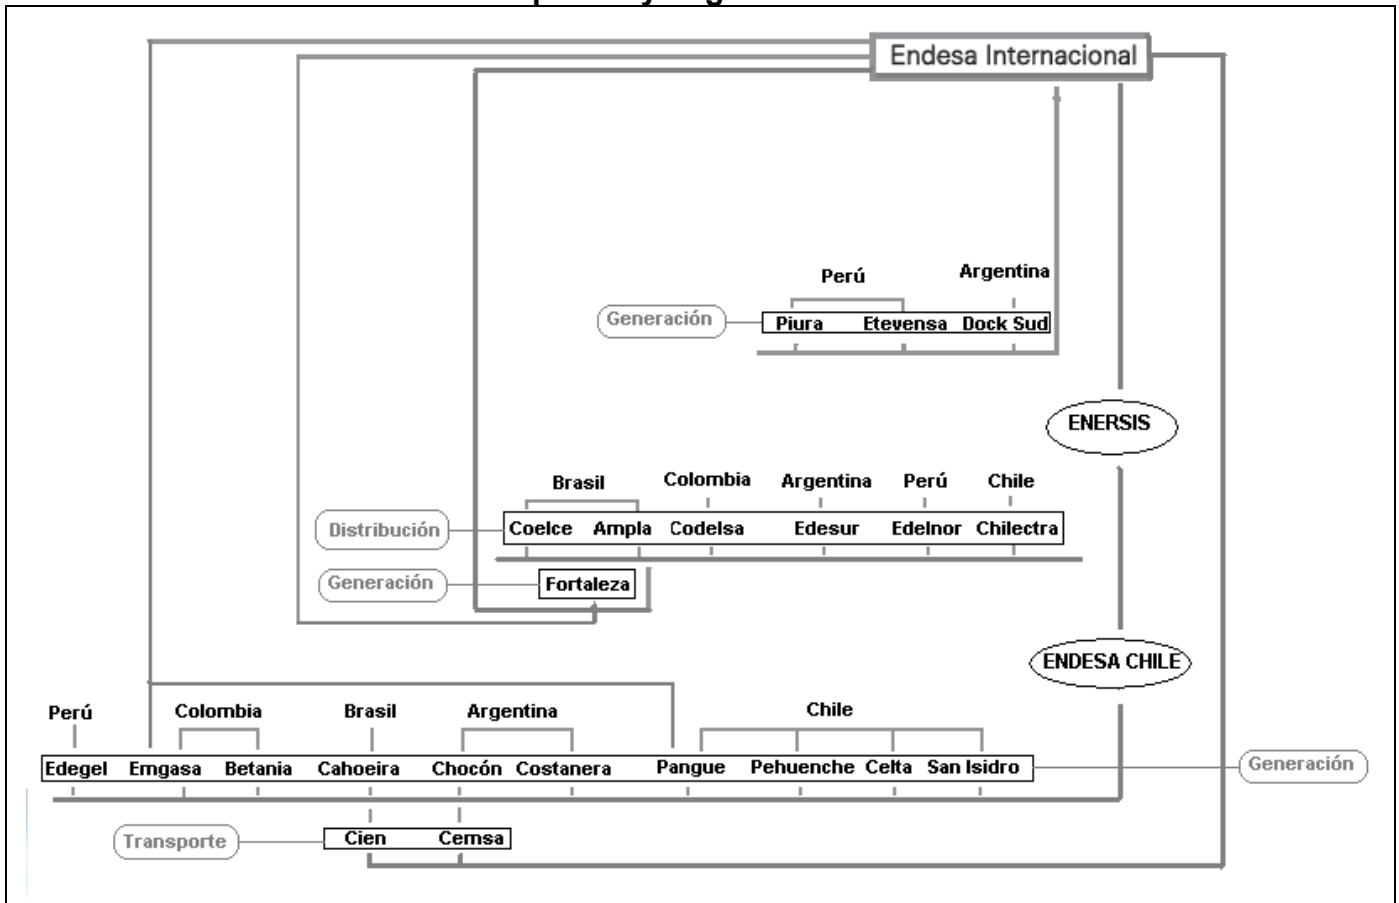 Endesa Internacional
Perú Argentina
Generación Piura Etevensa Dock Sud
ENERSIS
Brasil Colombia Argentina Perú Chile
Distribución Coelce Ampla Codelsa Edesur Edelnor Chilectra
Generación Fortaleza
ENDESA CHILE
Perú Colombia Brasil Argentina Chile
Edegel Emgasa Betania Cahoeira Chocón Costanera Pangue Pehuenche Celta San Isidro Generación
Transporte Cien Cemsa